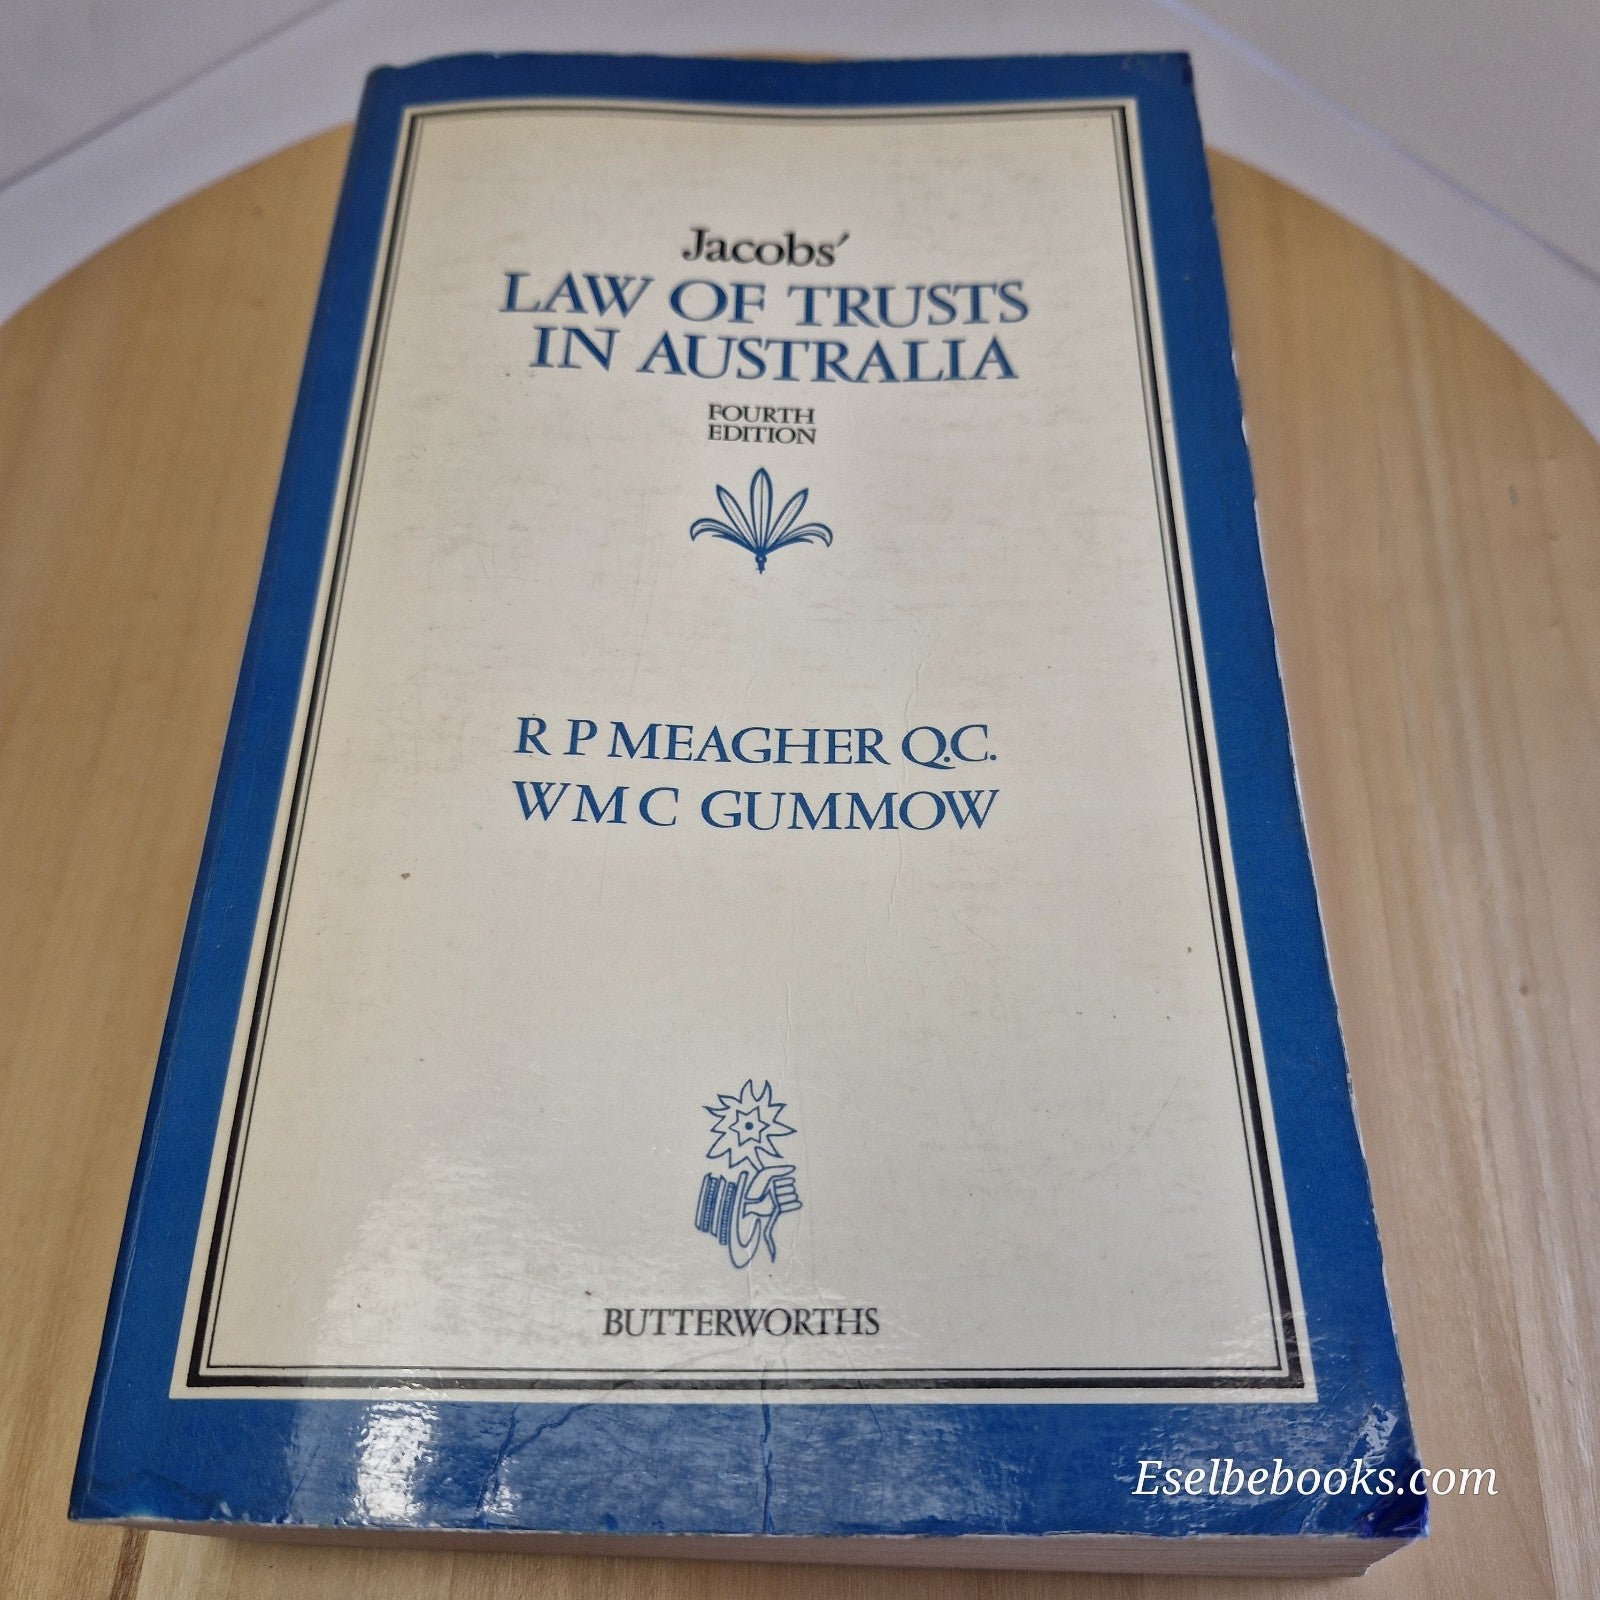 Jacobs'
LAW OF TRUSTS
IN AUSTRALIA
FOURTH
EDITION
R P MEAGHER Q.C.
W M C GUMMOW
BUTTERWORTHS
Eselbebooks.com